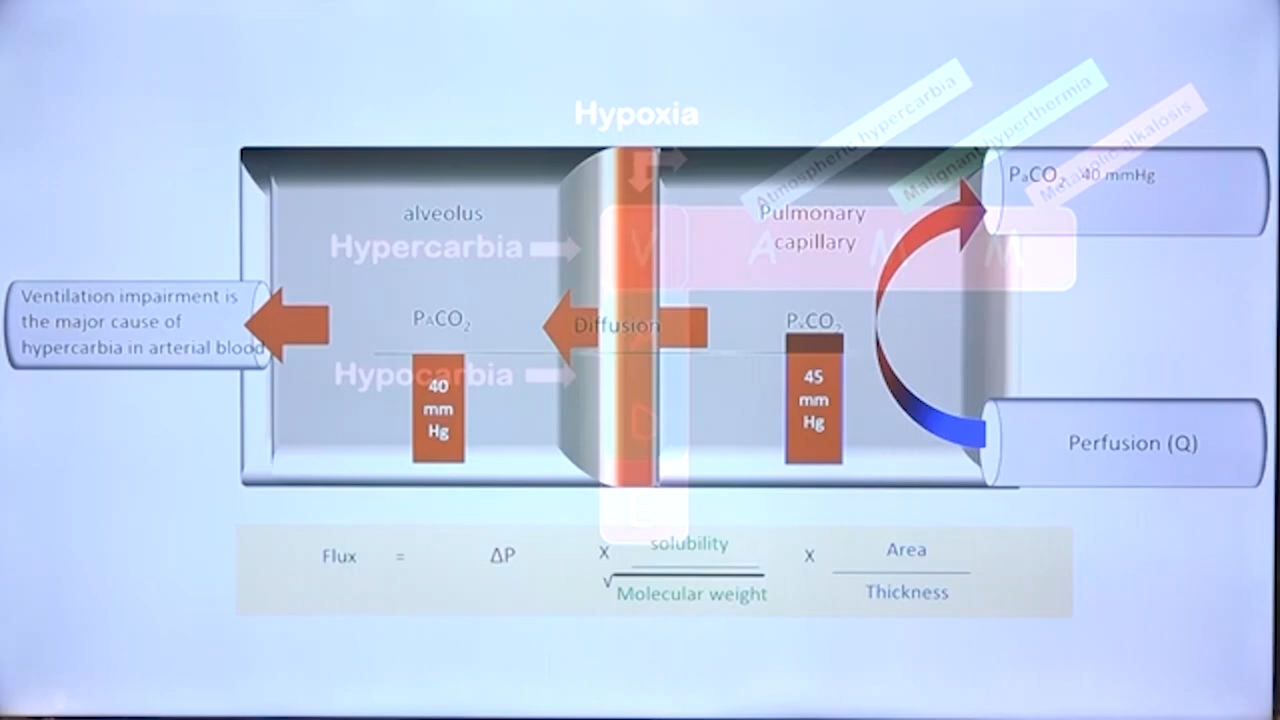 Hypoxia
Atmospheric hypercarbia
Malignant hyperthermia
Metabolic alkalosis
PaCO2 40 mmHg
alveolus
Pulmonary
capillary
Hypercarbia
V
A
M
M
Ventilation impairment is
the major cause of
hypercarbia in arterial blood
PACO2
Diffusion
PvCO2
Hypocarbia
40
mm
Hg
45
mm
Hg
D
Perfusion (Q)
Flux = ΔP X solubility X Area
√ Molecular weight Thickness